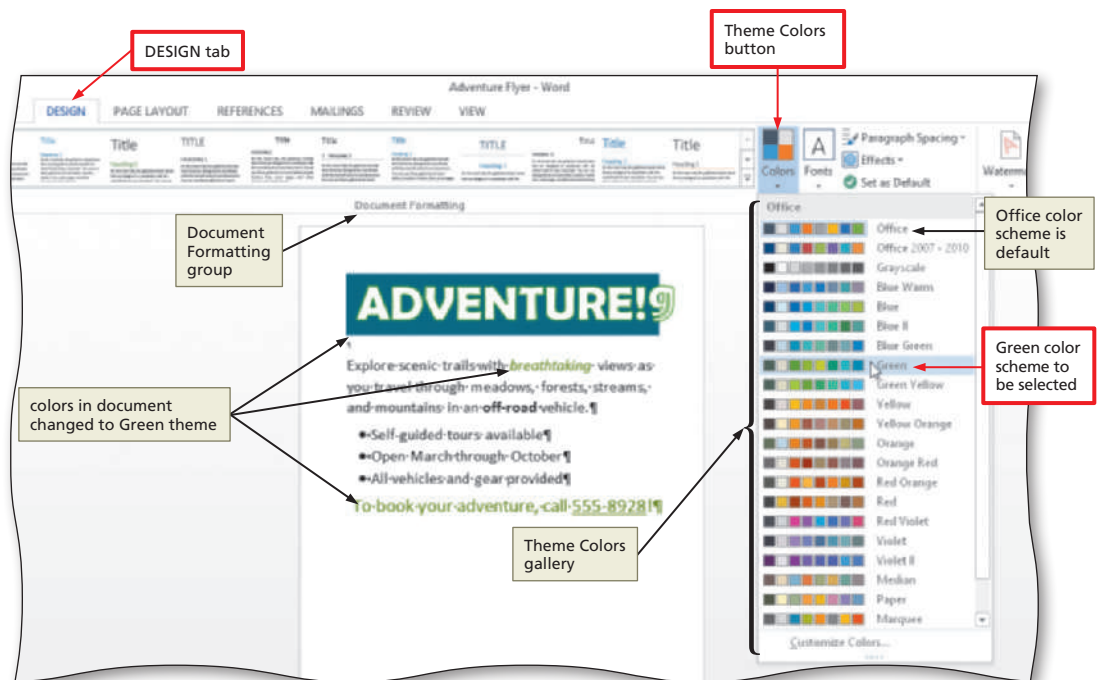 DESIGN tab
Theme Colors
button
Adventure Flyer - Word
DESIGN PAGE LAYOUT REFERENCES MAILINGS REVIEW VIEW
Title Title TITLE Title Title Title TITLE Title Title Title
Colors Fonts
Paragraph Spacing
Effects
Set as Default
Document Formatting
Document
Formatting
group
Office
Office
Office 2007 - 2010
Grayscale
Blue Warm
Blue
Blue II
Blue Green
Green
Green Yellow
Yellow
Yellow Orange
Orange
Orange Red
Red Orange
Red
Red Violet
Violet
Violet II
Median
Paper
Marquee
Customize Colors...
Office color
scheme is
default
Green color
scheme to
be selected
ADVENTURE!¶
¶
Explore·scenic·trails·with·breathtaking·views·as·
you·travel·through·meadows,·forests,·streams,·
and·mountains·in·an·off-road·vehicle.¶
•Self-guided·tours·available¶
•Open·March·through·October¶
•All·vehicles·and·gear·provided¶
To·book·your·adventure,·call·555-8928!¶
colors in document
changed to Green theme
Theme Colors
gallery